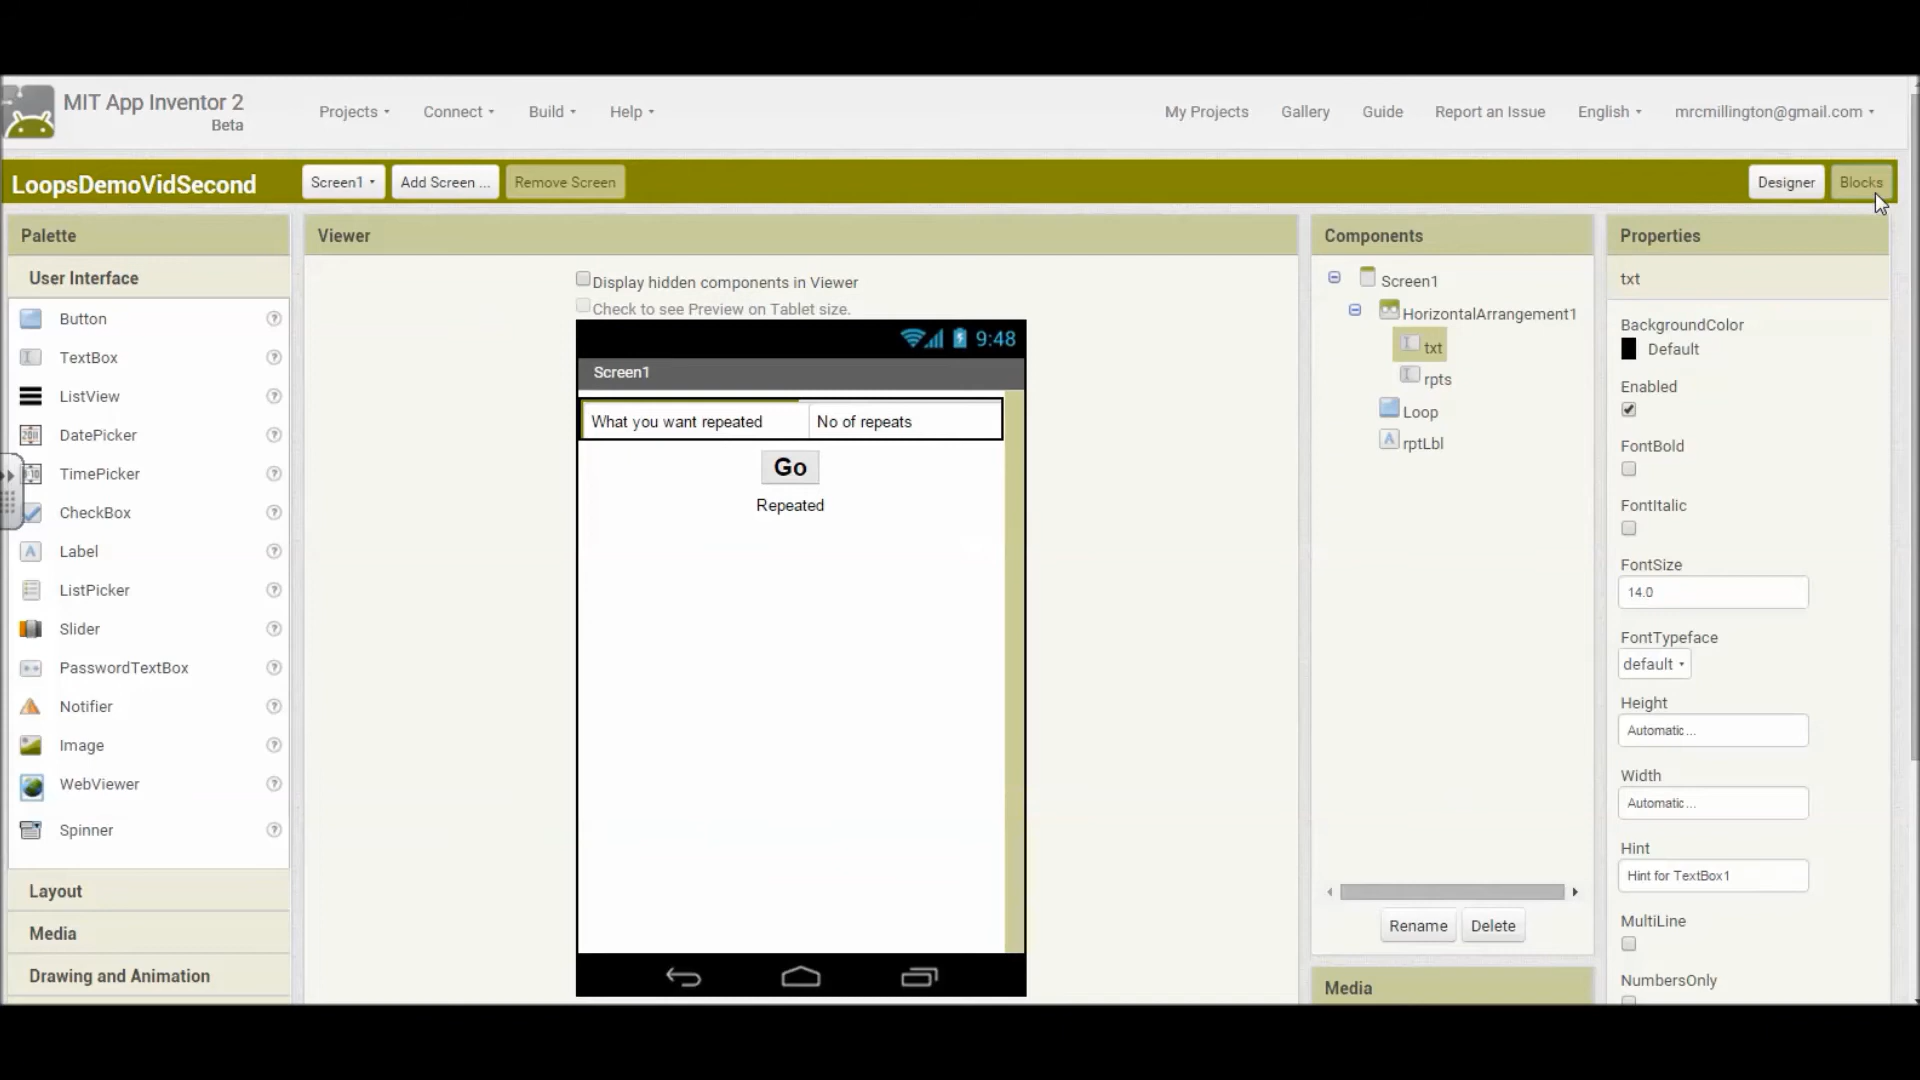 MIT App Inventor 2
Beta
Projects
Connect
Build
Help
My Projects
Gallery
Guide
Report an Issue
English
mrcmillington@gmail.com
LoopsDemoVidSecond
Screen1
Add Screen ...
Remove Screen
Designer
Blocks
Palette
User Interface
Button
TextBox
ListView
DatePicker
TimePicker
CheckBox
Label
ListPicker
Slider
PasswordTextBox
Notifier
Image
WebViewer
Spinner
Layout
Media
Drawing and Animation
Viewer
Display hidden components in Viewer
Check to see Preview on Tablet size.
9:48
Screen1
What you want repeated
No of repeats
Go
Repeated
Components
Screen1
HorizontalArrangement1
txt
rpts
Loop
rptLbl
Rename
Delete
Media
Properties
txt
BackgroundColor
Default
Enabled
FontBold
FontItalic
FontSize
14.0
FontTypeface
default
Height
Automatic...
Width
Automatic...
Hint
Hint for TextBox1
MultiLine
NumbersOnly